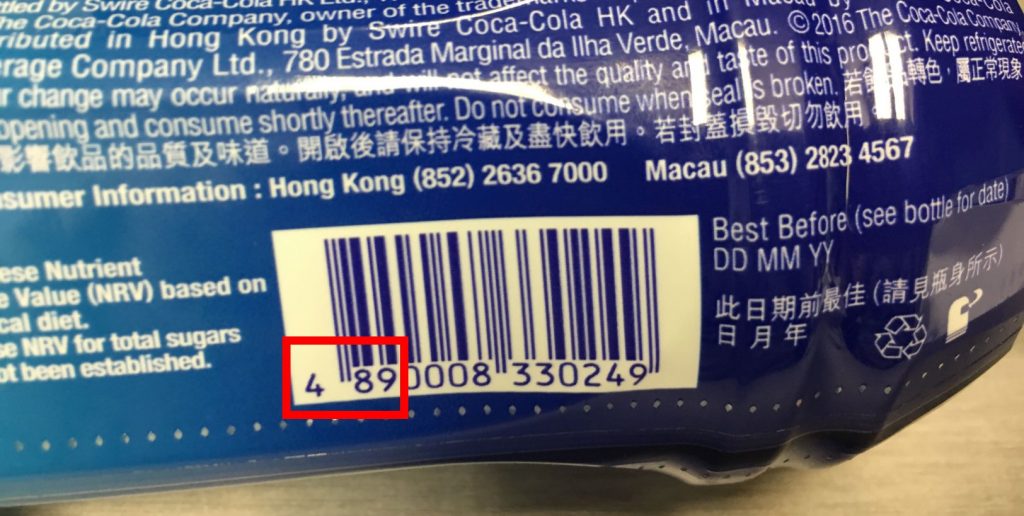 ttled by Swire Coca-Cola HK Ltd.,
The Coca-Cola Company, owner of the trademarks
tributed in Hong Kong by Swire Coca-Cola HK and in Macau by
erage Company Ltd., 780 Estrada Marginal da Ilha Verde, Macau. © 2016 The Coca-Cola Company.
r change may occur naturally, and will not affect the quality and taste of this product. Keep refrigerated
opening and consume shortly thereafter. Do not consume when seal is broken. 若飲品轉色，屬正常現象
影響飲品的品質及味道。開啟後請保持冷藏及盡快飲用。若封蓋損毀切勿飲用。
nsumer Information : Hong Kong (852) 2636 7000 Macau (853) 2823 4567
ese Nutrient
e Value (NRV) based on
cal diet.
se NRV for total sugars
ot been established.
4 890008 330249
Best Before (see bottle for date)
DD MM YY
此日期前最佳 (請見瓶身所示)
日 月 年